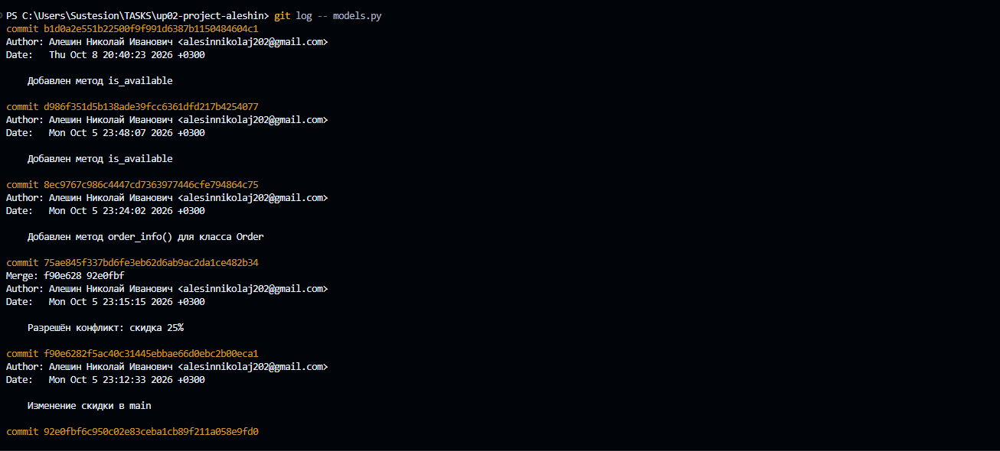 PS C:\Users\Sustesion\TASKS\up02-project-aleshin> git log -- models.py
commit b1d0a2e551b22500f9f991d6387b1150484604c1
Author: Алешин Николай Иванович <alesinnikolaj202@gmail.com>
Date:   Thu Oct 8 20:40:23 2026 +0300
Добавлен метод is_available
commit d986f351d5b138ade39fcc6361dfd217b4254077
Author: Алешин Николай Иванович <alesinnikolaj202@gmail.com>
Date:   Mon Oct 5 23:48:07 2026 +0300
Добавлен метод is_available
commit 8ec9767c986c4447cd7363977446cfe794864c75
Author: Алешин Николай Иванович <alesinnikolaj202@gmail.com>
Date:   Mon Oct 5 23:24:02 2026 +0300
Добавлен метод order_info() для класса Order
commit 75ae845f337bd6fe3eb62d6ab9ac2da1ce482b34
Merge: f90e628 92e0fbf
Author: Алешин Николай Иванович <alesinnikolaj202@gmail.com>
Date:   Mon Oct 5 23:15:15 2026 +0300
Разрешён конфликт: скидка 25%
commit f90e6282f5ac40c31445ebbae66d0ebc2b00eca1
Author: Алешин Николай Иванович <alesinnikolaj202@gmail.com>
Date:   Mon Oct 5 23:12:33 2026 +0300
Изменение скидки в main
commit 92e0fbf6c950c02e83ceba1cb89f211a058e9fd0